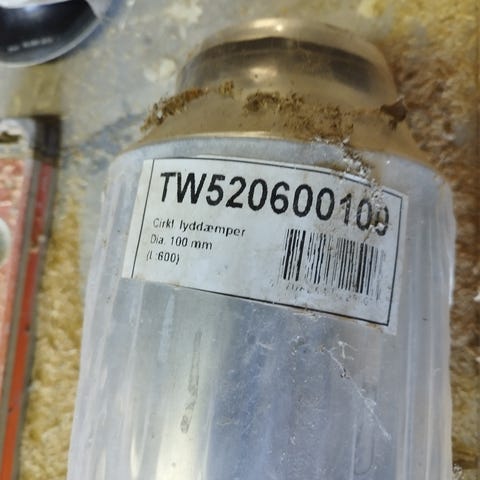 TW520600100
Cirkl. lyddæmper
Dia. 100 mm
(L:600)